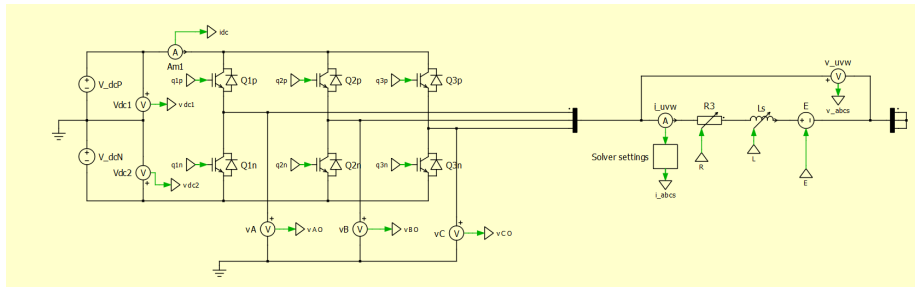 idc
Am1
V_dcP
Vdc1
vdc1
V_dcN
Vdc2
vdc2
q1p
Q1p
q2p
Q2p
q3p
Q3p
q1n
Q1n
q2n
Q2n
q3n
Q3n
vA
vAO
vB
vBO
vC
vCO
v_uvw
v_abcs
i_uvw
R3
Ls
E
Solver settings
i_abcs
R
L
E